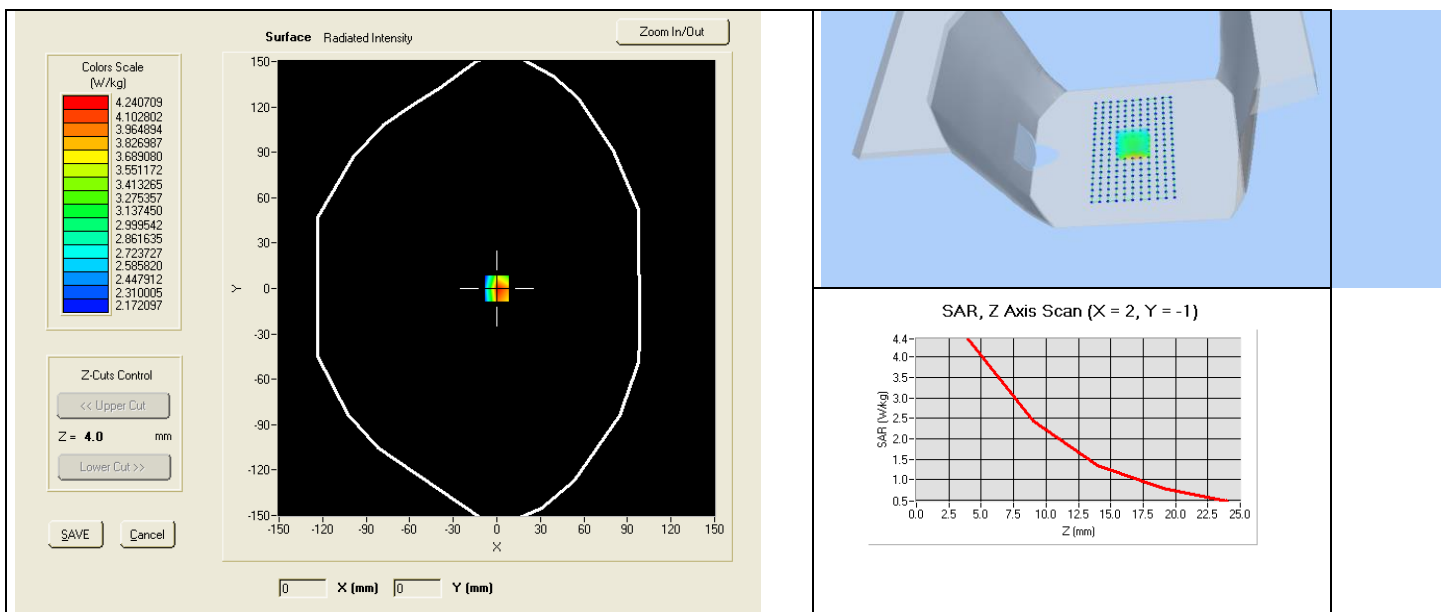 Surface Radiated Intensity
Zoom In/Out
Colors Scale
(W/kg)
4.240709
4.102802
3.964894
3.826987
3.689080
3.551172
3.413265
3.275357
3.137450
2.999542
2.861635
2.723727
2.585820
2.447912
2.310005
2.172097
Z-Cuts Control
<< Upper Cut
Z = 4.0 mm
Lower Cut >>
SAVE Cancel
150-
120-
90-
60-
30-
Y 0-
-30-
-60-
-90-
-120-
-150-
-150 -120 -90 -60 -30 0 30 60 90 120 150
X
0 X (mm) 0 Y (mm)
SAR, Z Axis Scan (X = 2, Y = -1)
SAR (W/kg)
4.4-
4.0-
3.5-
3.0-
2.5-
2.0-
1.5-
1.0-
0.5-
0.0 2.5 5.0 7.5 10.0 12.5 15.0 17.5 20.0 22.5 25.0
Z (mm)